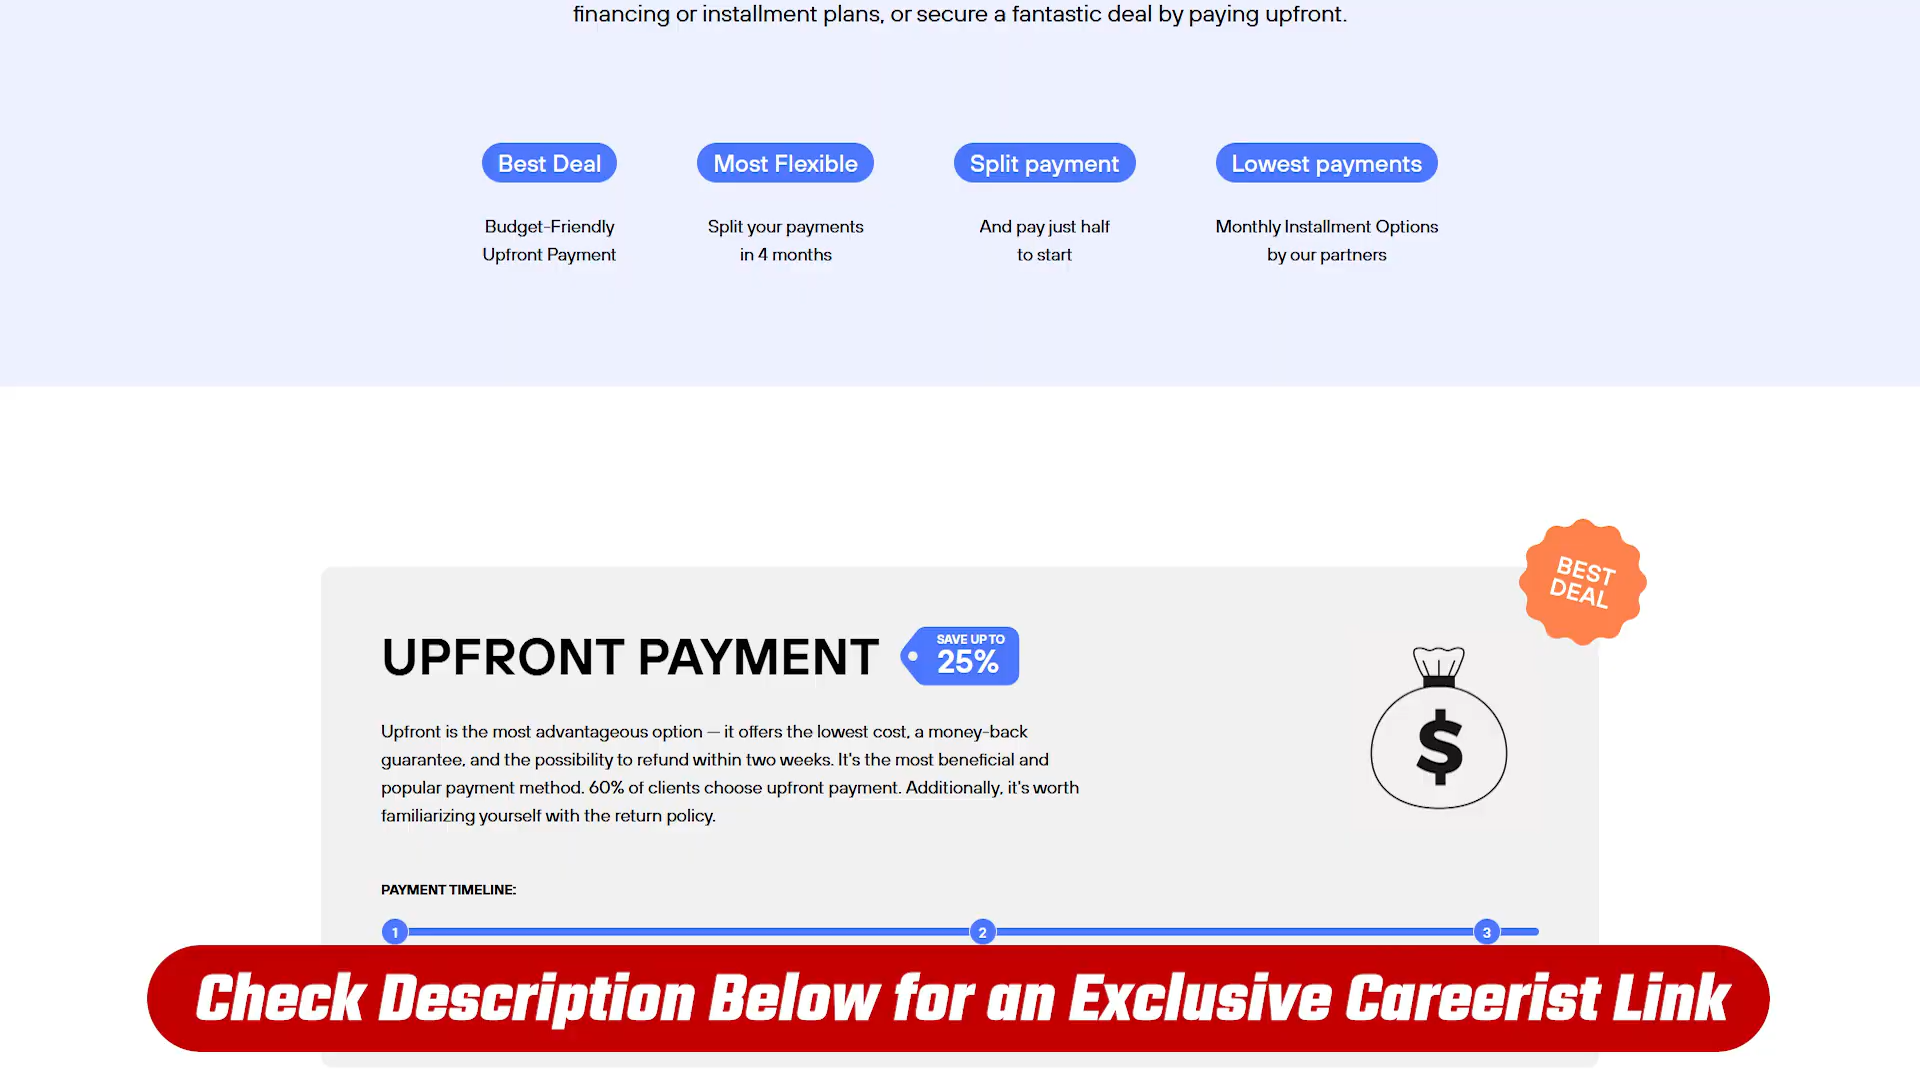 financing or installment plans, or secure a fantastic deal by paying upfront.
Best Deal
Most Flexible
Split payment
Lowest payments
Budget-Friendly
Upfront Payment
Split your payments
in 4 months
And pay just half
to start
Monthly Installment Options
by our partners
BEST
DEAL
UPFRONT PAYMENT
SAVE UP TO
25%
$
Upfront is the most advantageous option — it offers the lowest cost, a money-back
guarantee, and the possibility to refund within two weeks. It's the most beneficial and
popular payment method. 60% of clients choose upfront payment. Additionally, it's worth
familiarizing yourself with the return policy.
PAYMENT TIMELINE:
1
2
3
Check Description Below for an Exclusive Careerist Link